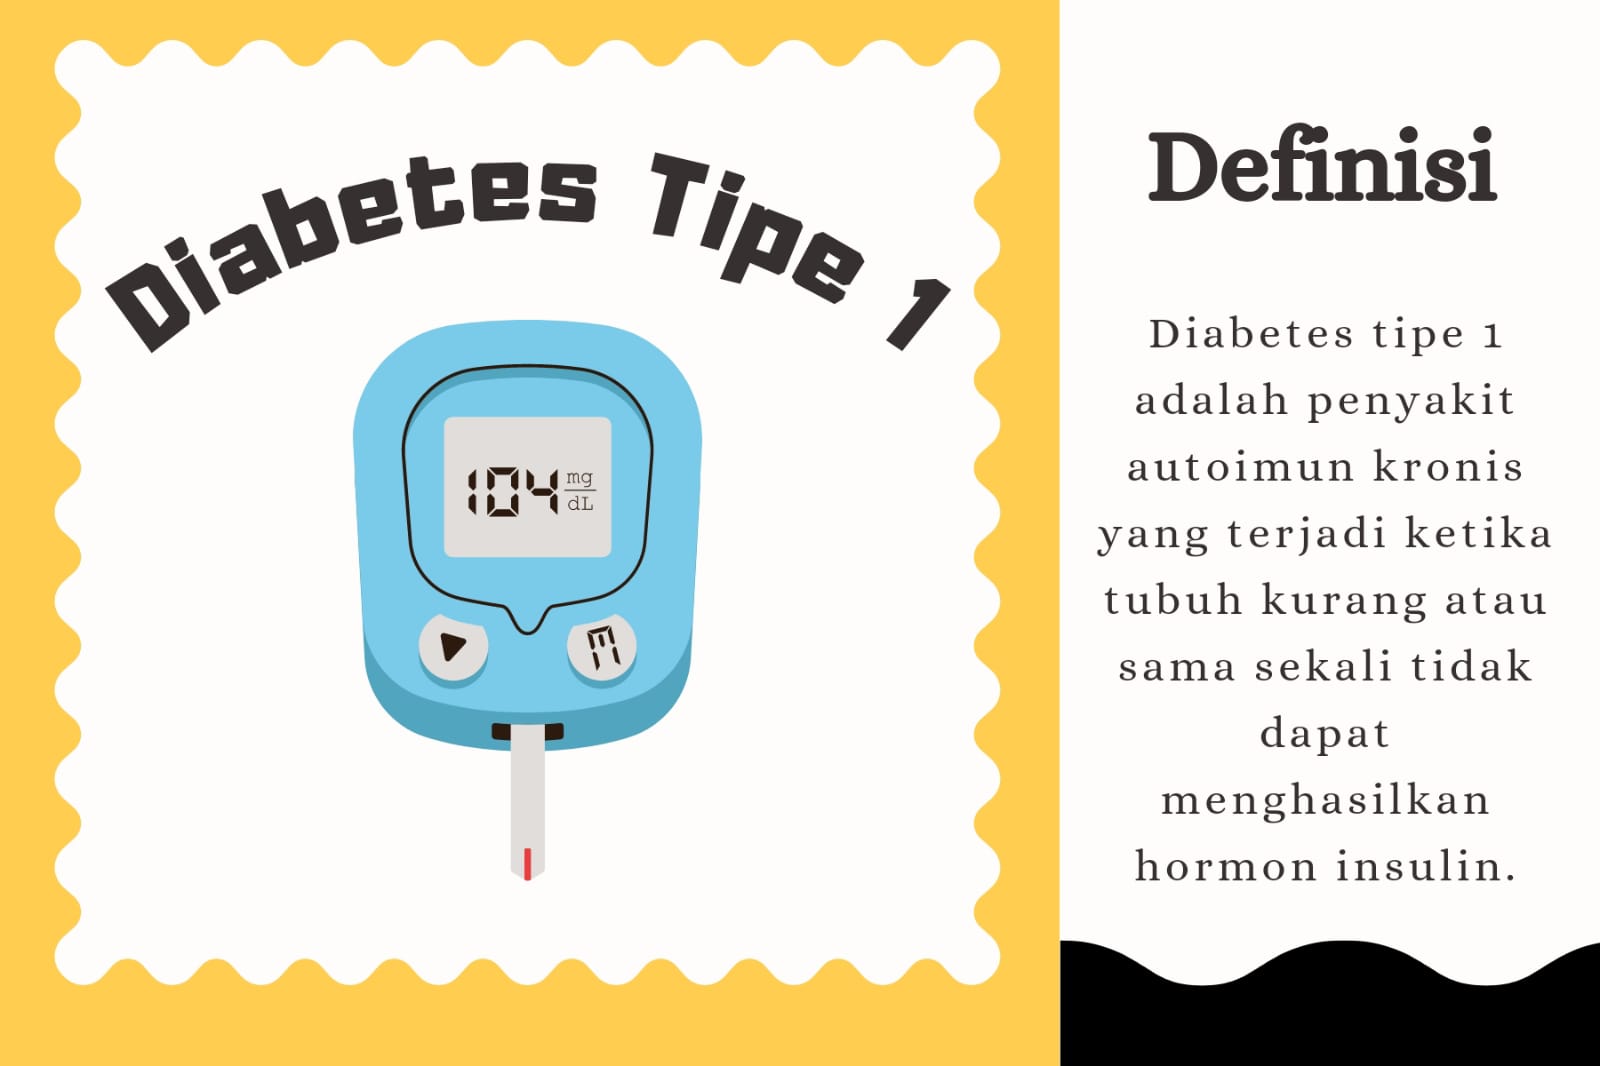 Diabetes Tipe 1
104 mg/dL
M
Definisi
Diabetes tipe 1
adalah penyakit
autoimun kronis
yang terjadi ketika
tubuh kurang atau
sama sekali tidak
dapat
menghasilkan
hormon insulin.